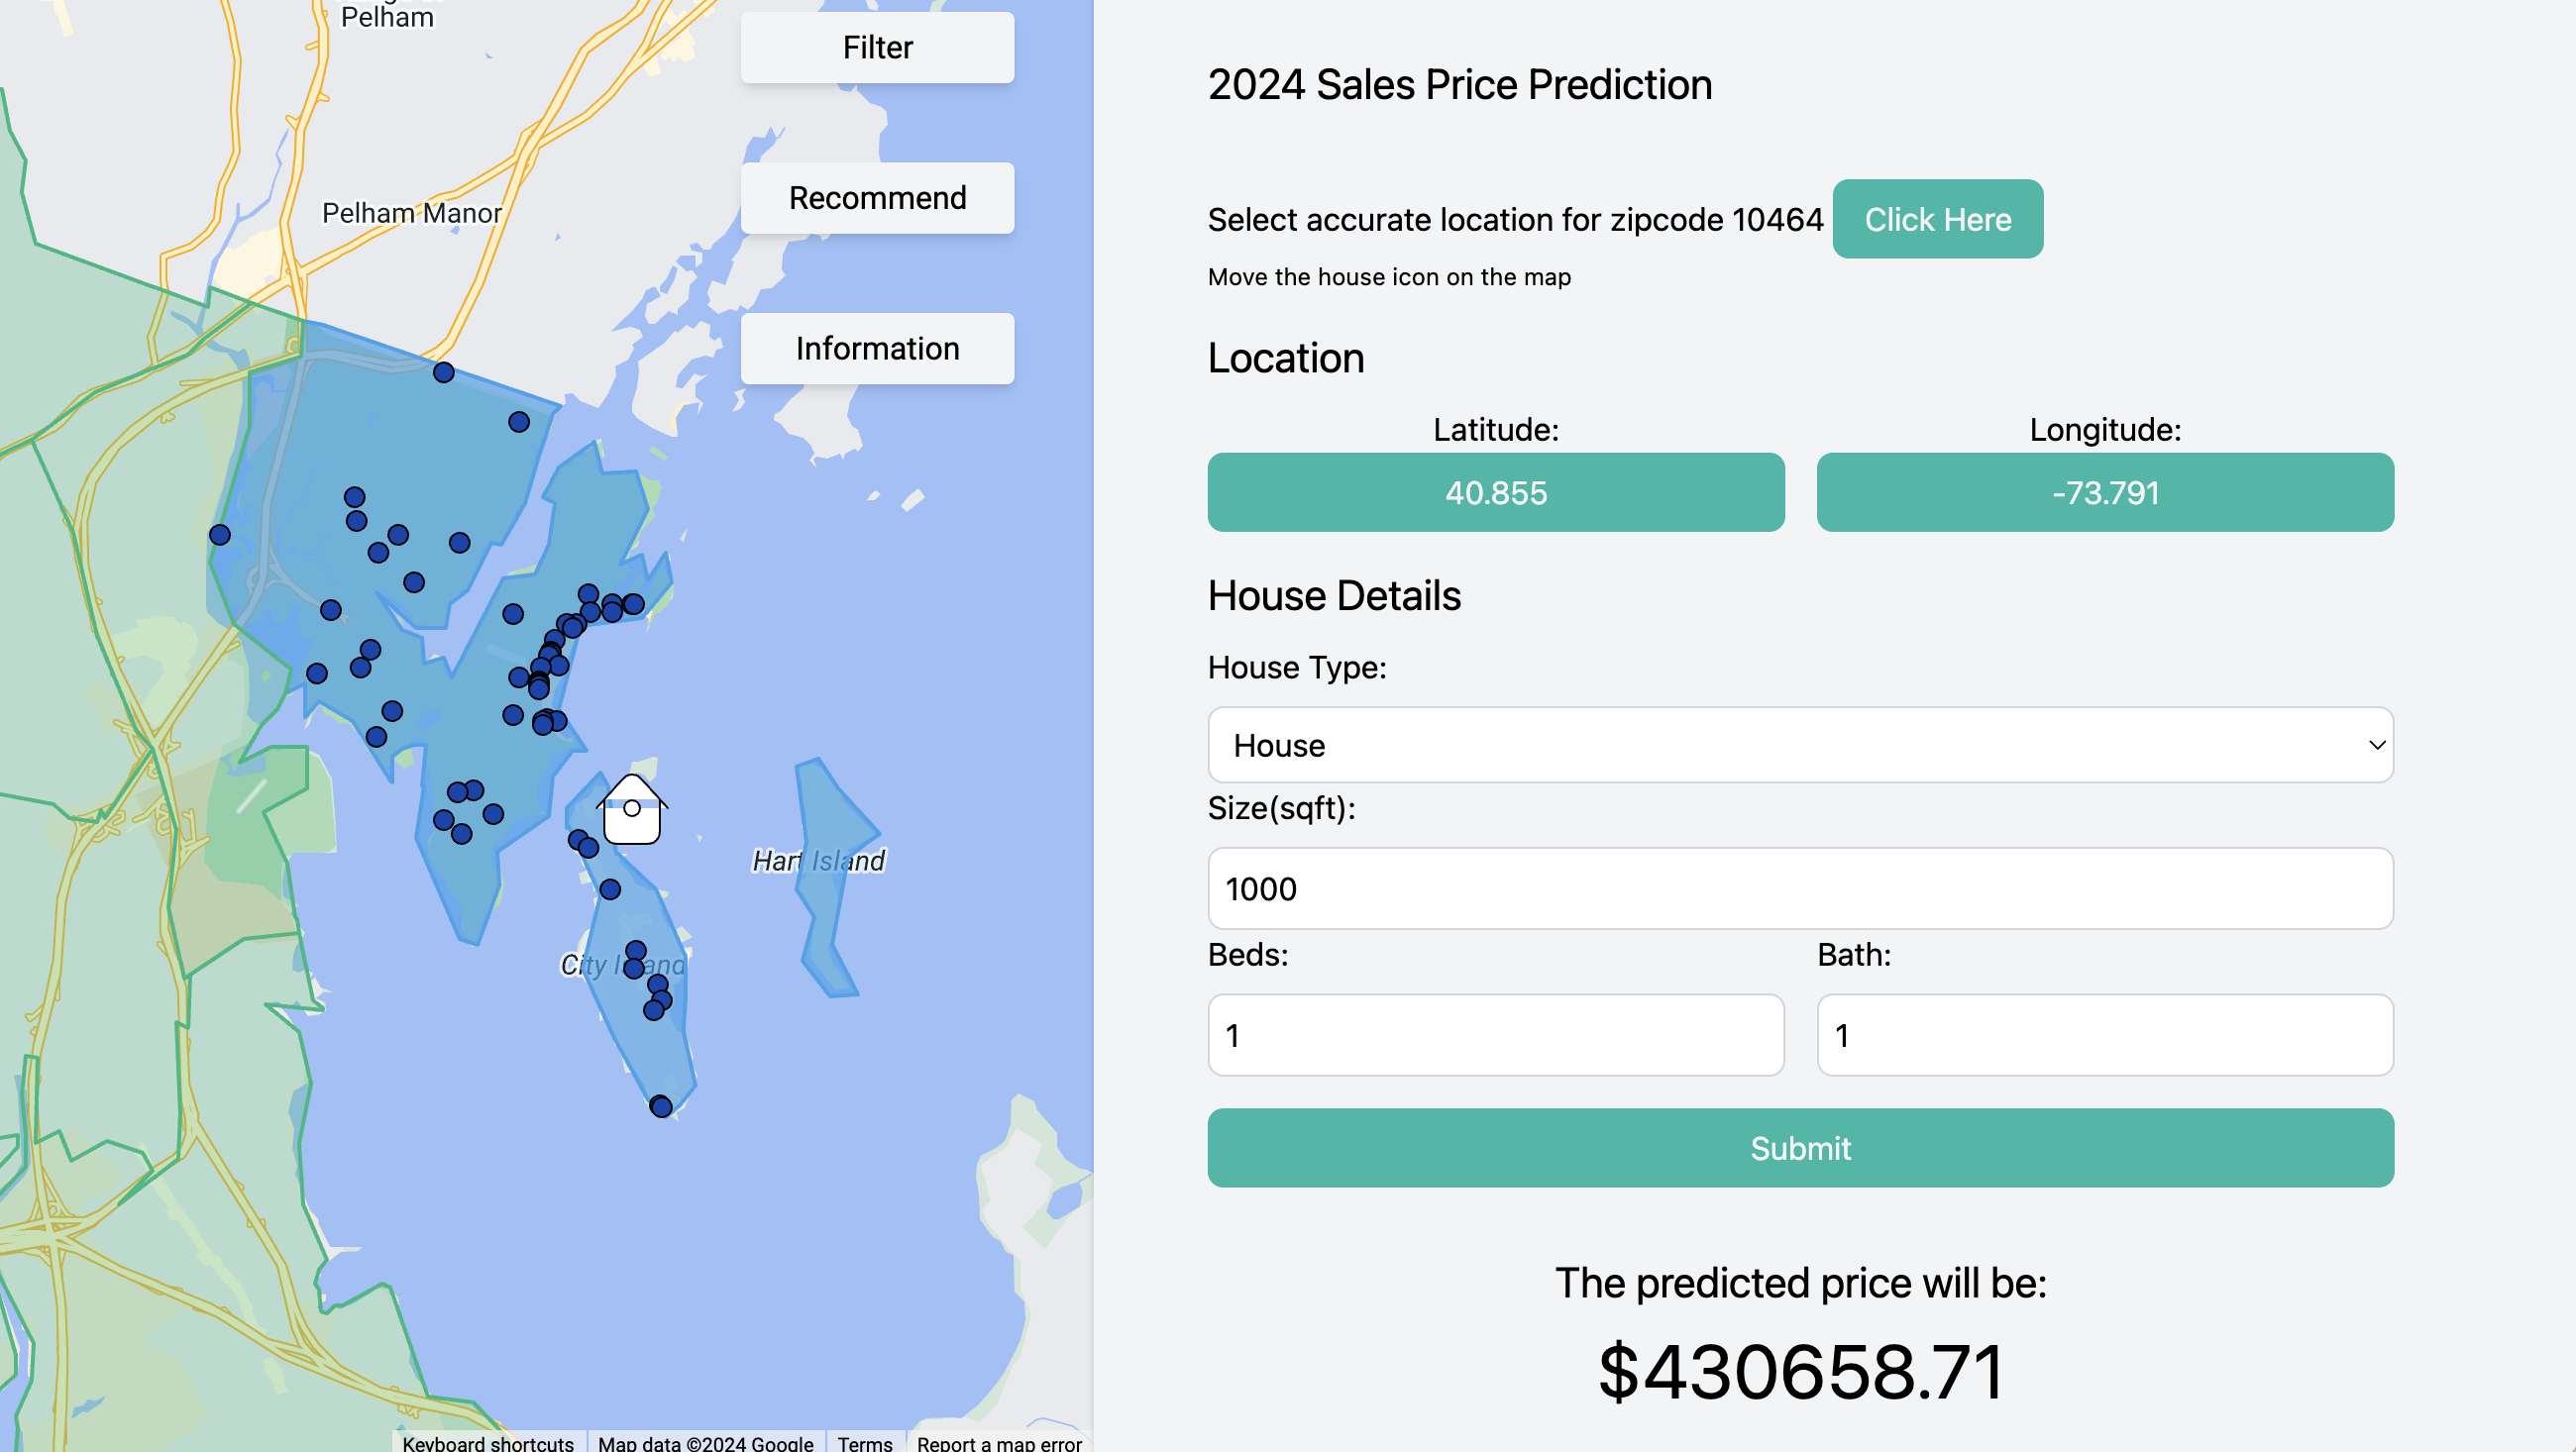 Pelham
Pelham Manor
Hart Island
City Island
Keyboard shortcuts
Map data ©2024 Google
Terms
Report a map error
Filter
Recommend
Information
2024 Sales Price Prediction
Select accurate location for zipcode 10464
Click Here
Move the house icon on the map
Location
Latitude:
Longitude:
40.855
-73.791
House Details
House Type:
House
Size(sqft):
1000
Beds:
Bath:
1
1
Submit
The predicted price will be:
$430658.71